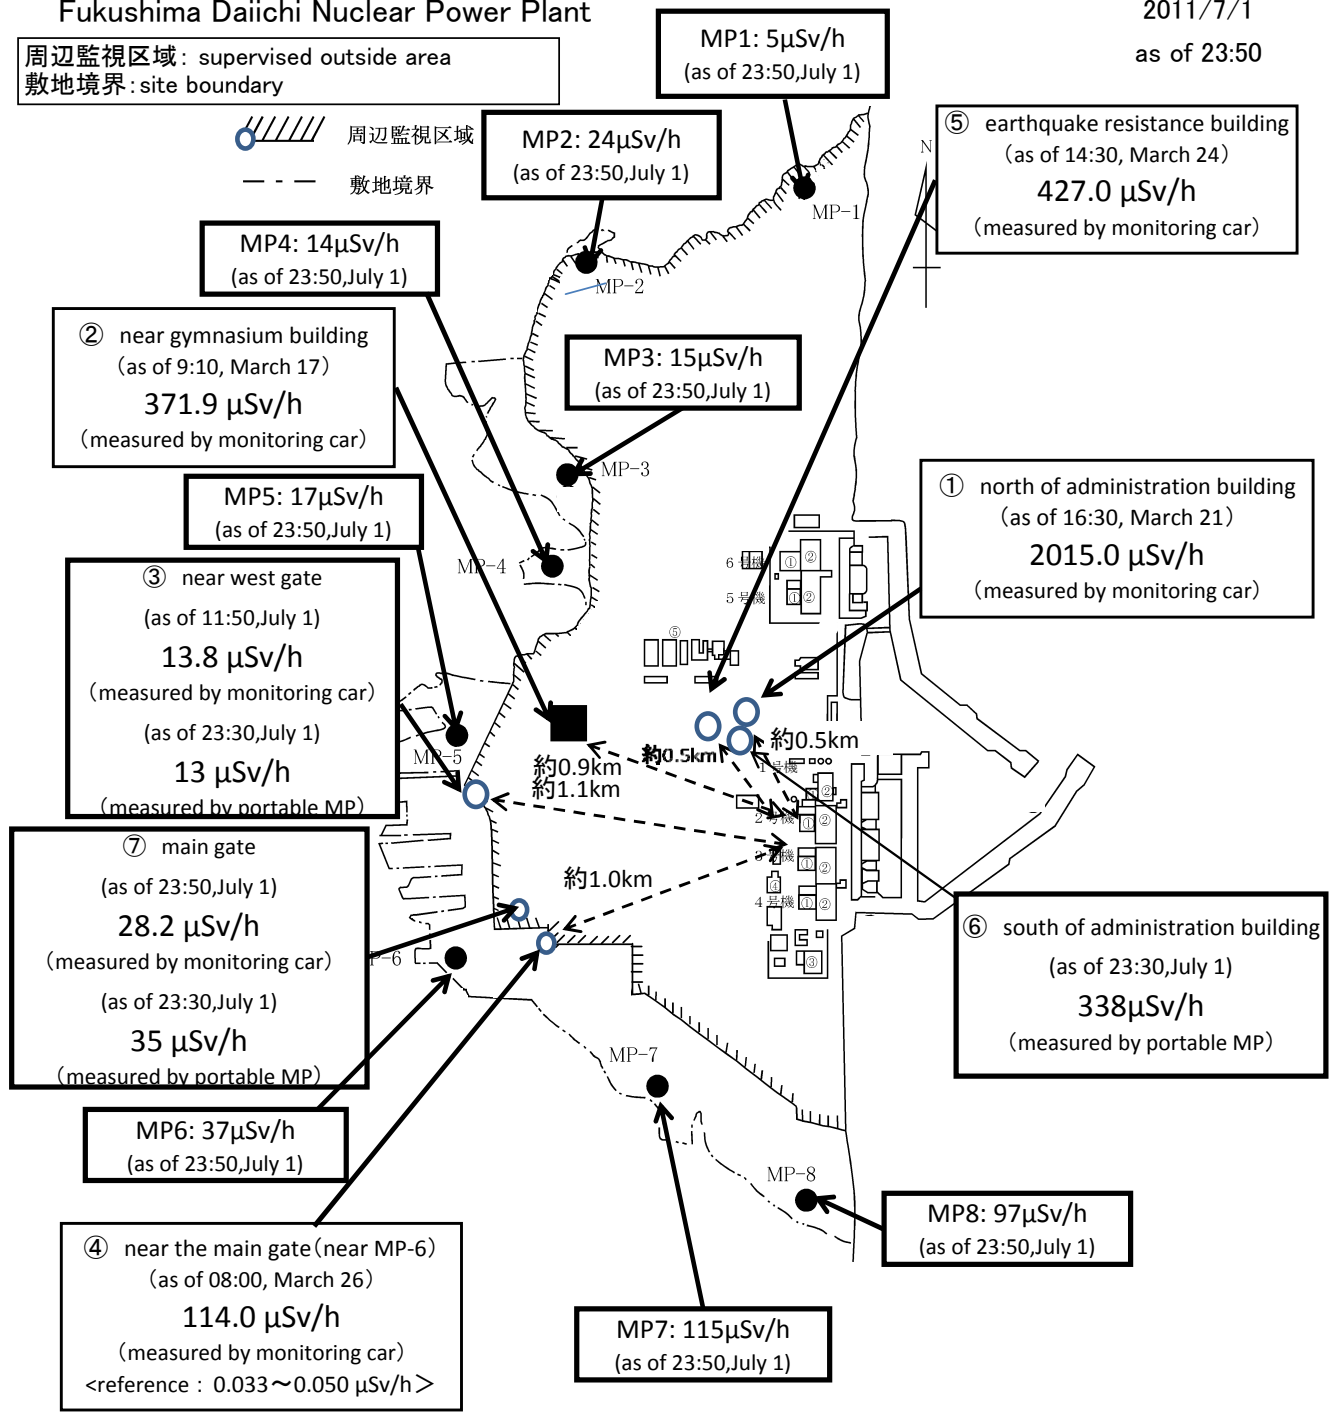 Fukushima Daiichi Nuclear Power Plant
2011/7/1
as of 23:50
周辺監視区域: supervised outside area
敷地境界:site boundary
周辺監視区域
敷地境界
MP1: 5μSv/h
(as of 23:50,July 1)
MP2: 24μSv/h
(as of 23:50,July 1)
⑤ earthquake resistance building
(as of 14:30, March 24)
427.0 μSv/h
(measured by monitoring car)
N
MP-1
MP4: 14μSv/h
(as of 23:50,July 1)
MP-2
② near gymnasium building
(as of 9:10, March 17)
371.9 μSv/h
(measured by monitoring car)
MP3: 15μSv/h
(as of 23:50,July 1)
MP-3
MP5: 17μSv/h
(as of 23:50,July 1)
① north of administration building
(as of 16:30, March 21)
2015.0 μSv/h
(measured by monitoring car)
MP-4
6号機
① ②
5号機
① ②
③ near west gate
(as of 11:50,July 1)
13.8 μSv/h
(measured by monitoring car)
(as of 23:30,July 1)
13 μSv/h
(measured by portable MP)
⑤
MP-5
約0.9km
約1.1km
約0.5km
約0.5km
1号機
②
2号機
① ②
3号機
① ②
④
4号機
① ②
③
約1.0km
⑦ main gate
(as of 23:50,July 1)
28.2 μSv/h
(measured by monitoring car)
(as of 23:30,July 1)
35 μSv/h
(measured by portable MP)
P-6
⑥ south of administration building
(as of 23:30,July 1)
338μSv/h
(measured by portable MP)
MP-7
MP6: 37μSv/h
(as of 23:50,July 1)
MP-8
MP8: 97μSv/h
(as of 23:50,July 1)
④ near the main gate(near MP-6)
(as of 08:00, March 26)
114.0 μSv/h
(measured by monitoring car)
<reference : 0.033～0.050 μSv/h>
MP7: 115μSv/h
(as of 23:50,July 1)